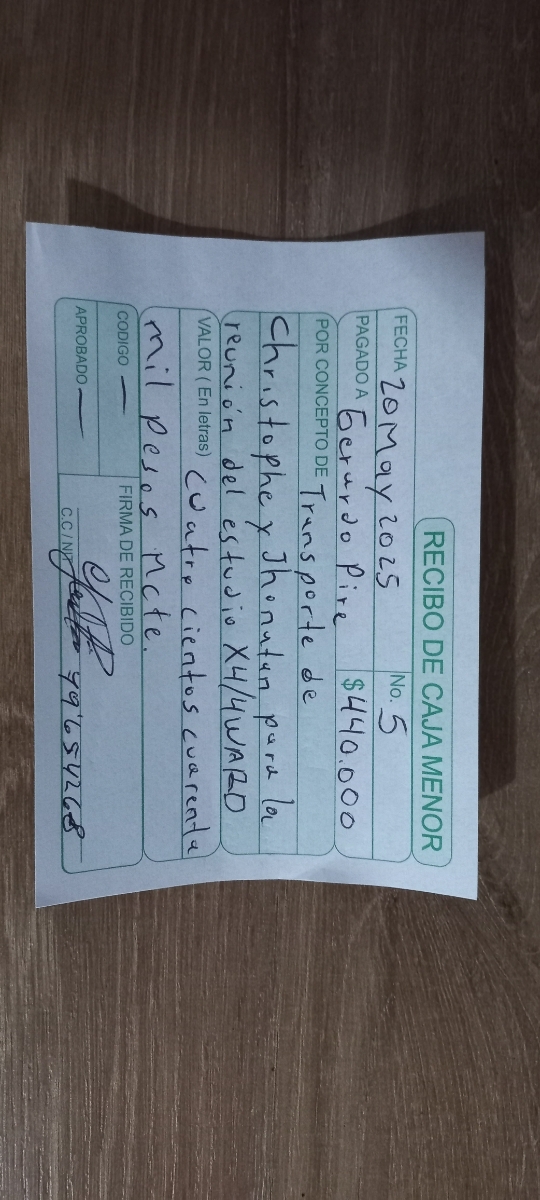 RECIBO DE CAJA MENOR
FECHA 20 May 2025 No. 5
PAGADO A Gerardo Pire $440.000
POR CONCEPTO DE Transporte de
Christophe y Jhonatan para la
reunión del estudio X4/4WARD
VALOR (En letras) Cuatro cientos cuarenta
mil pesos Mcte.
CODIGO —
FIRMA DE RECIBIDO
APROBADO —
C.C / NIT